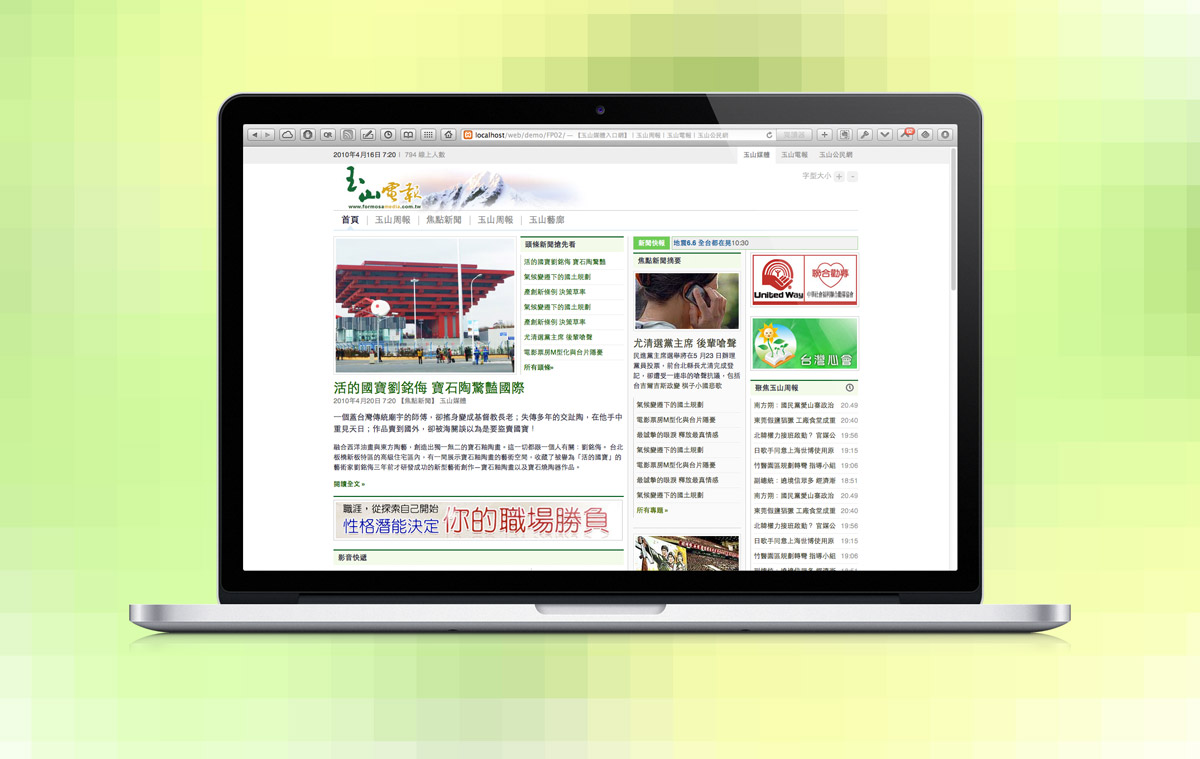 QR
localhost/web/demo/FP02/ — 【玉山媒體入口網】 | 玉山周報 | 玉山電報 | 玉山公民網
閱讀器
2010年4月16日 7:20 | 794 線上人數
玉山媒體 玉山電報 玉山公民網
玉山電報
www.formosamedia.com.tw
字型大小 + -
首頁 | 玉山周報 | 焦點新聞 | 玉山周報 | 玉山藝廊
頭條新聞搶先看
活的國寶劉銘侮 寶石陶驚豔
氣候變遷下的國土規劃
產創新條例 決策草率
氣候變遷下的國土規劃
產創新條例 決策草率
尤清選黨主席 後輩嗆聲
電影票房M型化與台片隱憂
所有頭條»
活的國寶劉銘侮 寶石陶驚豔國際
2010年4月20日 7:20 【焦點新聞】 玉山媒體
一個蓋台灣傳統廟宇的師傅，卻搖身變成基督教長老；失傳多年的交趾陶，在他手中
重見天日；作品賣到國外，卻被海關誤以為是要盜賣國寶！
融合西洋油畫與東方陶藝，創造出獨一無二的寶石釉陶畫。這一切都跟一個人有關：劉銘侮。 台北
板橋新板特區的高級住宅區內，有一間展示寶石釉陶畫的藝術空間，收藏了被譽為「活的國寶」的
藝術家劉銘侮三年前才研發成功的新型藝術創作－寶石釉陶畫以及寶石燒陶器作品。
閱讀全文 »
職涯，從探索自己開始
性格潛能決定 你的職場勝負
影音快遞
新聞快報 地震6.6 全台都在晃10:30
焦點新聞摘要
尤清選黨主席 後輩嗆聲
民進黨主席選舉將在5 月23 日辦理
黨員投票，前台北縣長尤清完成登
記，卻遭受一連串的嗆聲抗議，包括
台吉爾吉斯政變 棋子小國悲歌
氣候變遷下的國土規劃
電影票房M型化與台片隱憂
最誠摯的眼淚 釋放最真情感
氣候變遷下的國土規劃
電影票房M型化與台片隱憂
最誠摯的眼淚 釋放最真情感
氣候變遷下的國土規劃
所有專題 »
United Way
聯合勸募
中華社會福利聯合勸募協會
台灣心會
聚焦玉山周報
南方朔：國民黨愛山寨政治 20:49
東莞假鹽猖獗 工廠食堂成重 20:40
北韓權力接班啟動？ 官媒公 19:56
日歌手同意上海世博使用原 19:15
竹醫園區規劃轉彎 指導小組 19:06
副總統：遶境信眾多 經濟漸 18:51
南方朔：國民黨愛山寨政治 20:49
東莞假鹽猖獗 工廠食堂成重 20:40
北韓權力接班啟動？ 官媒公 19:56
日歌手同意上海世博使用原 19:15
竹醫園區規劃轉彎 指導小組 19:06